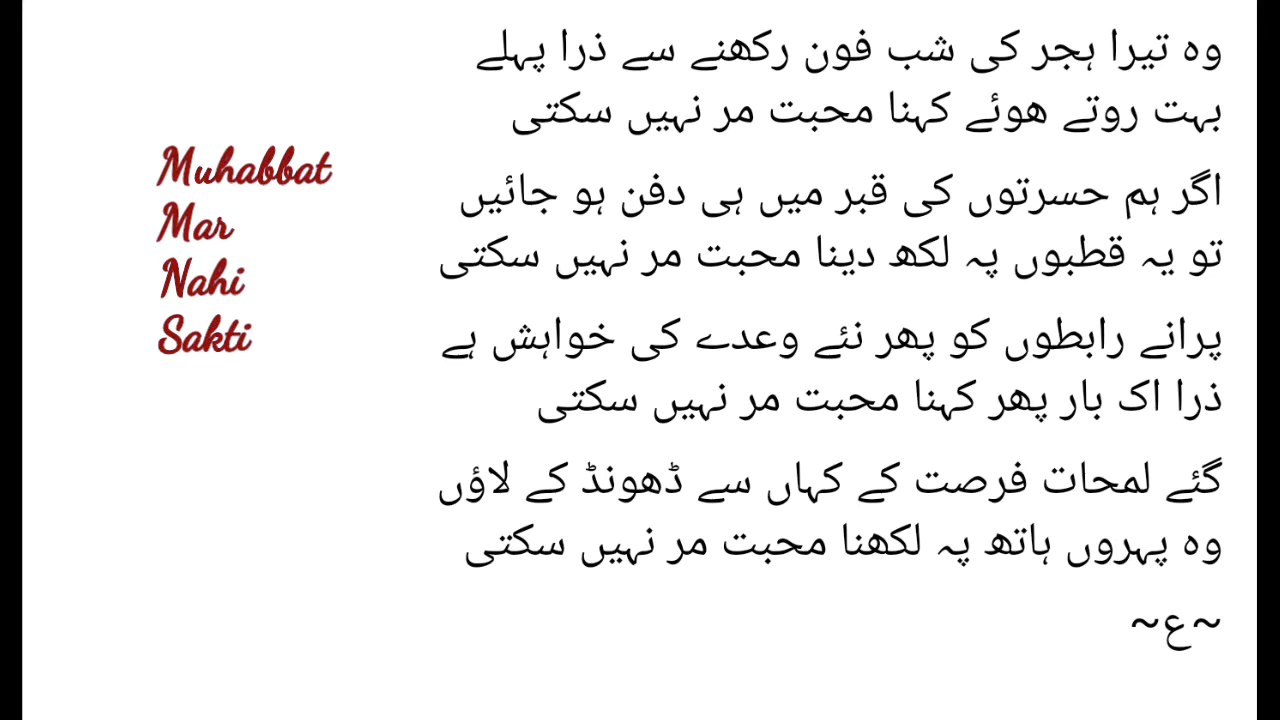 وہ تیرا ہجر کی شب فون رکھنے سے ذرا پہلے
بہت روتے ھوئے کہنا محبت مر نہیں سکتی
اگر ہم حسرتوں کی قبر میں ہی دفن ہو جائیں
تو یہ قطبوں پہ لکھ دینا محبت مر نہیں سکتی
پرانے رابطوں کو پھر نئے وعدے کی خواہش ہے
ذرا اک بار پھر کہنا محبت مر نہیں سکتی
گئے لمحات فرصت کے کہاں سے ڈھونڈ کے لاؤں
وہ پہروں ہاتھ پہ لکھنا محبت مر نہیں سکتی
~ع~
Muhabbat
Mar
Nahi
Sakti